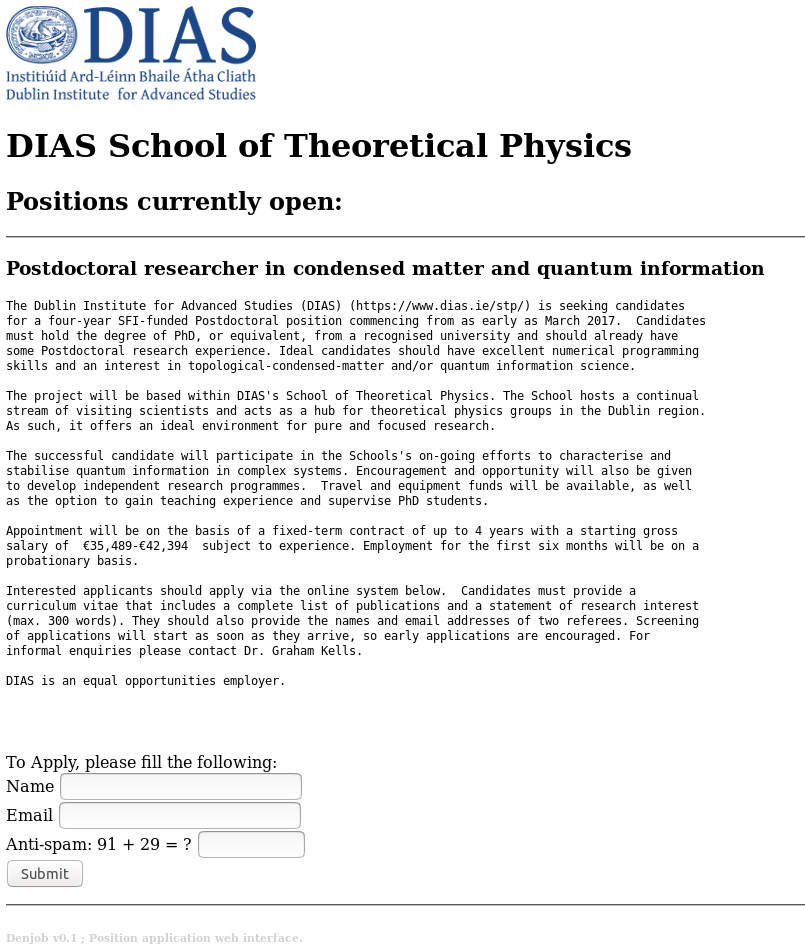 DIAS
Institiúid Ard-Léinn Bhaile Átha Cliath
Dublin Institute for Advanced Studies
DIAS School of Theoretical Physics
Positions currently open:
Postdoctoral researcher in condensed matter and quantum information
The Dublin Institute for Advanced Studies (DIAS) (https://www.dias.ie/stp/) is seeking candidates
for a four-year SFI-funded Postdoctoral position commencing from as early as March 2017.  Candidates
must hold the degree of PhD, or equivalent, from a recognised university and should already have
some Postdoctoral research experience. Ideal candidates should have excellent numerical programming
skills and an interest in topological-condensed-matter and/or quantum information science.
The project will be based within DIAS's School of Theoretical Physics. The School hosts a continual
stream of visiting scientists and acts as a hub for theoretical physics groups in the Dublin region.
As such, it offers an ideal environment for pure and focused research.
The successful candidate will participate in the Schools's on-going efforts to characterise and
stabilise quantum information in complex systems. Encouragement and opportunity will also be given
to develop independent research programmes.  Travel and equipment funds will be available, as well
as the option to gain teaching experience and supervise PhD students.
Appointment will be on the basis of a fixed-term contract of up to 4 years with a starting gross
salary of  €35,489-€42,394  subject to experience. Employment for the first six months will be on a
probationary basis.
Interested applicants should apply via the online system below.  Candidates must provide a
curriculum vitae that includes a complete list of publications and a statement of research interest
(max. 300 words). They should also provide the names and email addresses of two referees. Screening
of applications will start as soon as they arrive, so early applications are encouraged. For
informal enquiries please contact Dr. Graham Kells.
DIAS is an equal opportunities employer.
To Apply, please fill the following:
Name
Email
Anti-spam: 91 + 29 = ?
Submit
Denjob v0.1 ; Position application web interface.